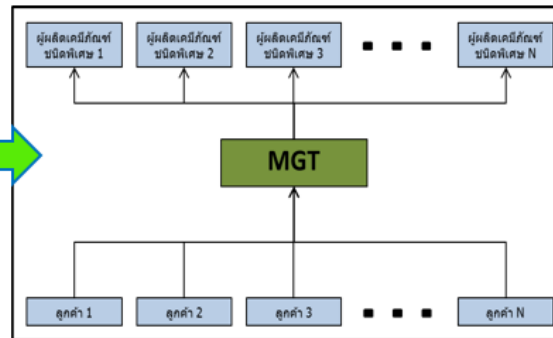 ผู้ผลิตเคมีภัณฑ์
ชนิดพิเศษ 1
ผู้ผลิตเคมีภัณฑ์
ชนิดพิเศษ 2
ผู้ผลิตเคมีภัณฑ์
ชนิดพิเศษ 3
ผู้ผลิตเคมีภัณฑ์
ชนิดพิเศษ N
MGT
ลูกค้า 1
ลูกค้า 2
ลูกค้า 3
ลูกค้า N